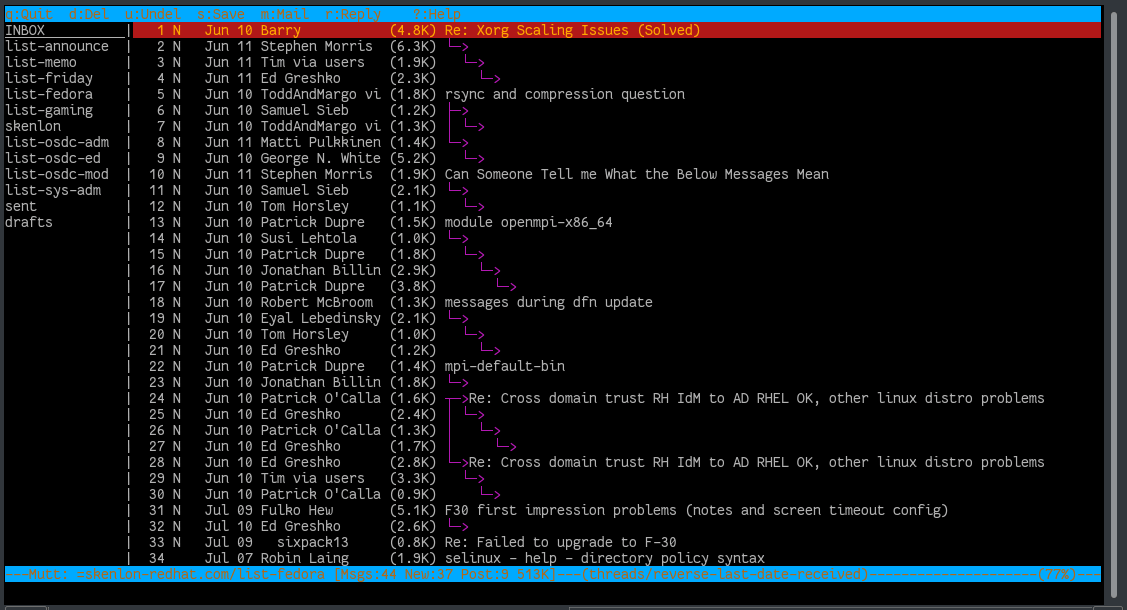 q:Quit  d:Del  u:Undel  s:Save  m:Mail  r:Reply    ?:Help
INBOX            |   1 N   Jun 10 Barry           (4.8K) Re: Xorg Scaling Issues (Solved)
list-announce  |   2 N   Jun 11 Stephen Morris  (6.3K) └─>
list-memo      |   3 N   Jun 11 Tim via users   (1.9K)   └─>
list-friday    |   4 N   Jun 11 Ed Greshko      (2.3K)     └─>
list-fedora    |   5 N   Jun 10 ToddAndMargo vi (1.8K) rsync and compression question
list-gaming    |   6 N   Jun 10 Samuel Sieb     (1.2K) ├─>
skenlon        |   7 N   Jun 10 ToddAndMargo vi (1.3K) │ └─>
list-osdc-adm  |   8 N   Jun 11 Matti Pulkkinen (1.4K) └─>
list-osdc-ed   |   9 N   Jun 10 George N. White (5.2K)   └─>
list-osdc-mod  |  10 N   Jun 11 Stephen Morris  (1.9K) Can Someone Tell me What the Below Messages Mean
list-sys-adm   |  11 N   Jun 10 Samuel Sieb     (2.1K) └─>
sent           |  12 N   Jun 10 Tom Horsley     (1.1K)   └─>
drafts         |  13 N   Jun 10 Patrick Dupre   (1.5K) module openmpi-x86_64
|  14 N   Jun 10 Susi Lehtola    (1.0K) └─>
|  15 N   Jun 10 Patrick Dupre   (1.8K)   └─>
|  16 N   Jun 10 Jonathan Billin (2.9K)     └─>
|  17 N   Jun 10 Patrick Dupre   (3.8K)       └─>
|  18 N   Jun 10 Robert McBroom  (1.3K) messages during dfn update
|  19 N   Jun 10 Eyal Lebedinsky (2.1K) └─>
|  20 N   Jun 10 Tom Horsley     (1.0K)   └─>
|  21 N   Jun 10 Ed Greshko      (1.2K)     └─>
|  22 N   Jun 10 Patrick Dupre   (1.4K) mpi-default-bin
|  23 N   Jun 10 Jonathan Billin (1.8K) └─>
|  24 N   Jun 10 Patrick O'Calla (1.6K) ┬─>Re: Cross domain trust RH IdM to AD RHEL OK, other linux distro problems
|  25 N   Jun 10 Ed Greshko      (2.4K) │ └─>
|  26 N   Jun 10 Patrick O'Calla (1.3K) │   └─>
|  27 N   Jun 10 Ed Greshko      (1.7K) │     └─>
|  28 N   Jun 10 Ed Greshko      (2.8K) └─>Re: Cross domain trust RH IdM to AD RHEL OK, other linux distro problems
|  29 N   Jun 10 Tim via users   (3.3K)   └─>
|  30 N   Jun 10 Patrick O'Calla (0.9K)     └─>
|  31 N   Jul 09 Fulko Hew       (5.1K) F30 first impression problems (notes and screen timeout config)
|  32 N   Jul 10 Ed Greshko      (2.6K) └─>
|  33 N   Jul 09   sixpack13     (0.8K) Re: Failed to upgrade to F-30
|  34     Jul 07 Robin Laing     (1.9K) selinux - help - directory policy syntax
---Mutt: =skenlon-redhat.com/list-fedora [Msgs:44 New:37 Post:9 513K]---(threads/reverse-last-date-received)---------------------(77%)---